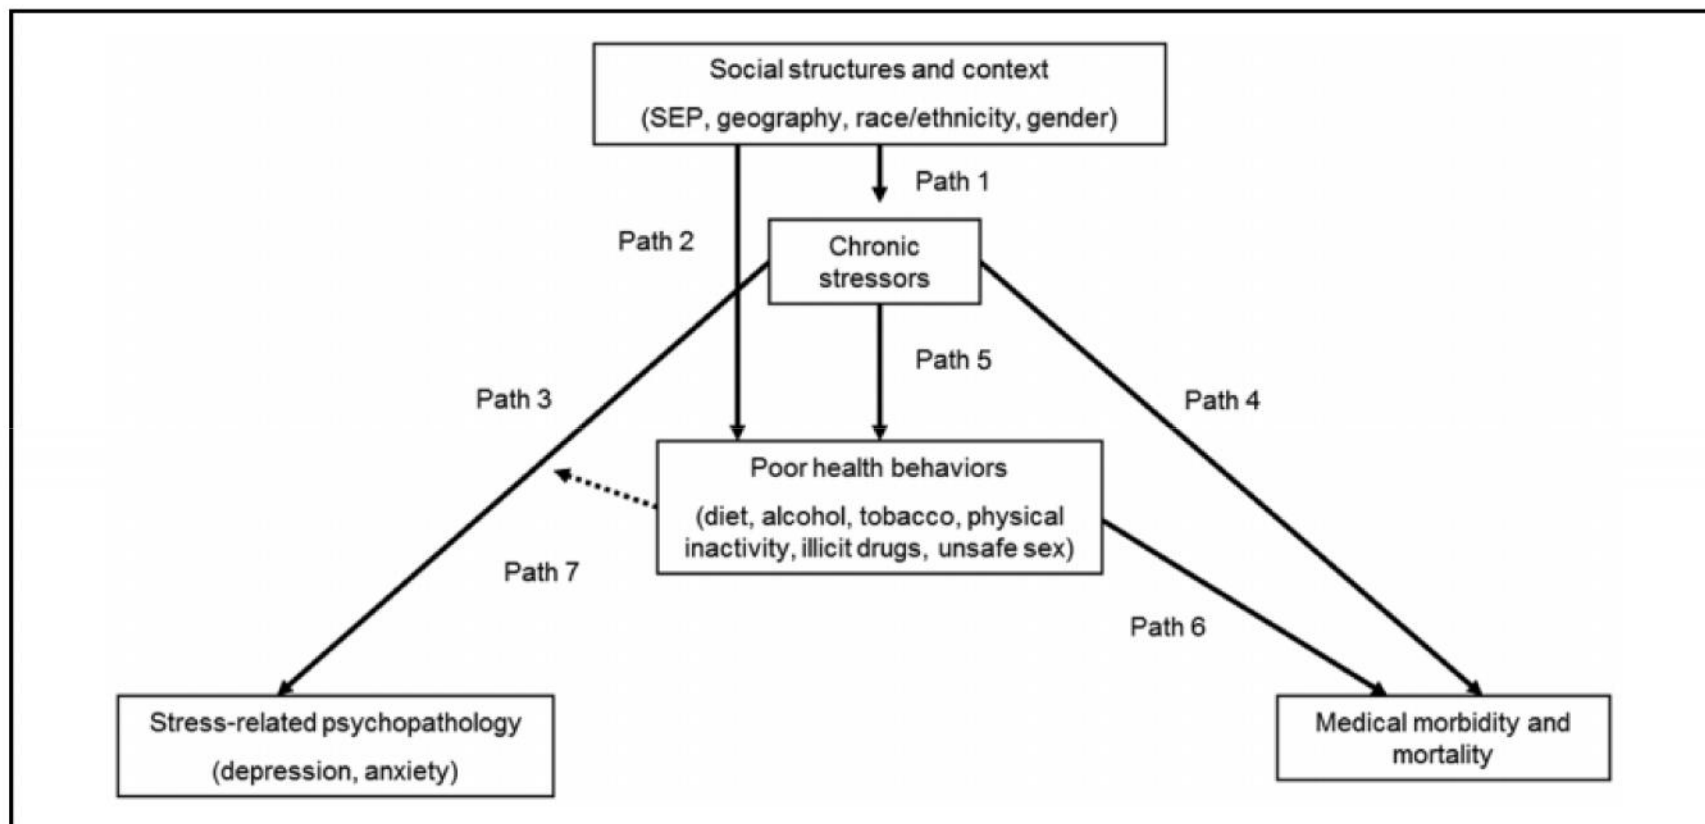 Social structures and context
(SEP, geography, race/ethnicity, gender)
Path 1
Path 2
Chronic
stressors
Path 5
Path 3
Path 4
Poor health behaviors
(diet, alcohol, tobacco, physical
inactivity, illicit drugs, unsafe sex)
Path 7
Path 6
Stress-related psychopathology
(depression, anxiety)
Medical morbidity and
mortality